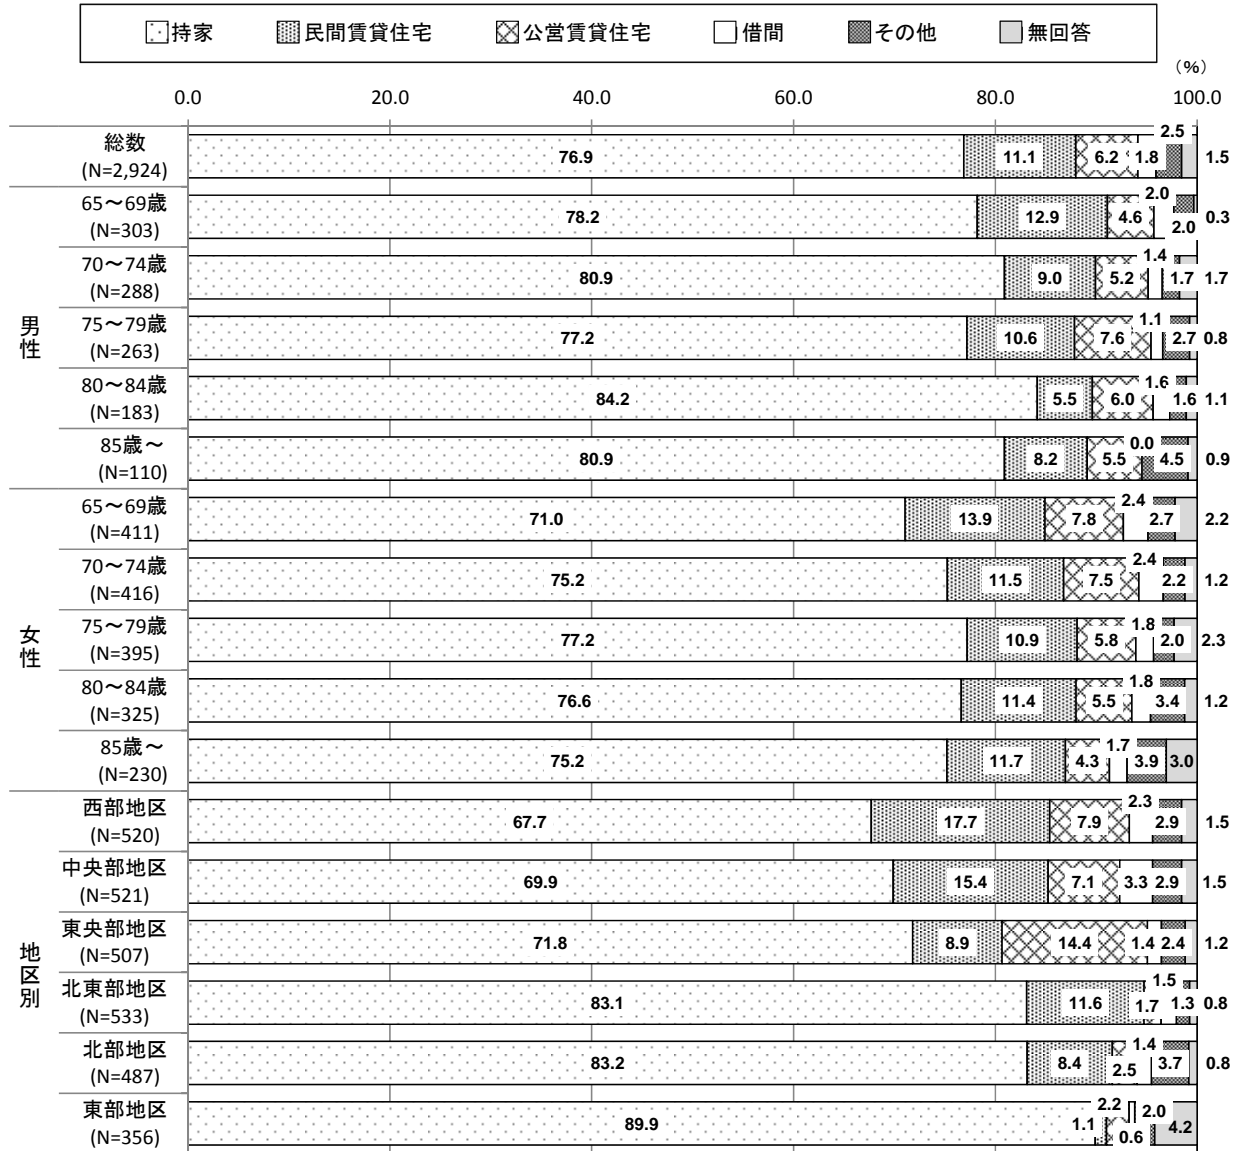 持家 民間賃貸住宅 公営賃貸住宅 借間 その他 無回答
(%)
0.0 20.0 40.0 60.0 80.0 100.0
総数
(N=2,924)
76.9 11.1 6.2 1.8 2.5 1.5
男性
65～69歳
(N=303)
78.2 12.9 4.6 2.0 2.0 0.3
70～74歳
(N=288)
80.9 9.0 5.2 1.4 1.7 1.7
75～79歳
(N=263)
77.2 10.6 7.6 1.1 2.7 0.8
80～84歳
(N=183)
84.2 5.5 6.0 1.6 1.6 1.1
85歳～
(N=110)
80.9 8.2 5.5 0.0 4.5 0.9
女性
65～69歳
(N=411)
71.0 13.9 7.8 2.4 2.7 2.2
70～74歳
(N=416)
75.2 11.5 7.5 2.4 2.2 1.2
75～79歳
(N=395)
77.2 10.9 5.8 1.8 2.0 2.3
80～84歳
(N=325)
76.6 11.4 5.5 1.8 3.4 1.2
85歳～
(N=230)
75.2 11.7 4.3 1.7 3.9 3.0
地区別
西部地区
(N=520)
67.7 17.7 7.9 2.3 2.9 1.5
中央部地区
(N=521)
69.9 15.4 7.1 3.3 2.9 1.5
東央部地区
(N=507)
71.8 8.9 14.4 1.4 2.4 1.2
北東部地区
(N=533)
83.1 11.6 1.7 1.5 1.3 0.8
北部地区
(N=487)
83.2 8.4 2.5 1.4 3.7 0.8
東部地区
(N=356)
89.9 1.1 2.2 0.6 2.0 4.2